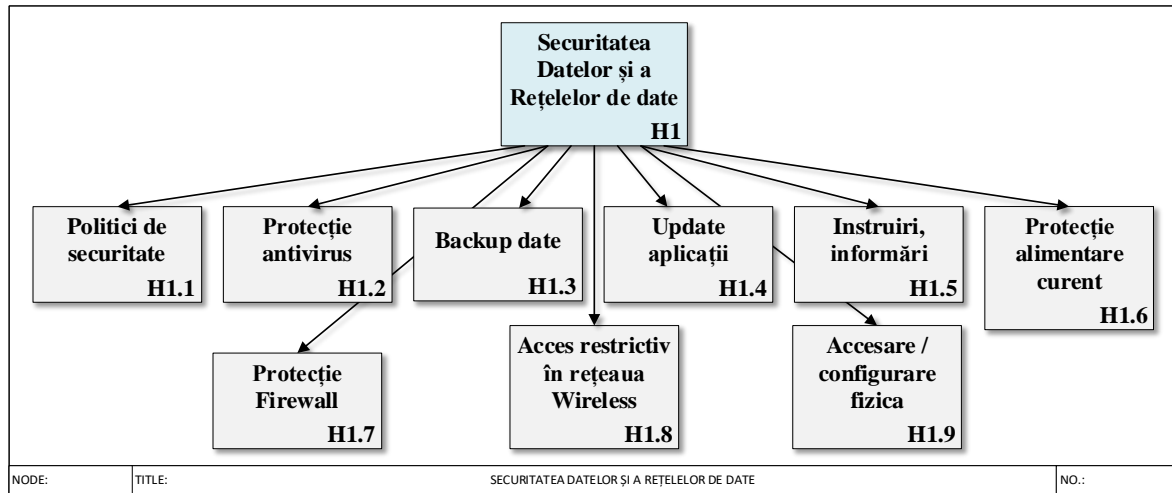 Securitatea
Datelor și a
Rețelelor de date
H1
Politici de
securitate
H1.1
Protecție
antivirus
H1.2
Backup date
H1.3
Update
aplicații
H1.4
Instruiri,
informări
H1.5
Protecție
alimentare
curent
H1.6
Protecție
Firewall
H1.7
Acces restrictiv
în rețeaua
Wireless
H1.8
Accesare /
configurare
fizica
H1.9
NODE:
TITLE:
SECURITATEA DATELOR ȘI A REȚELELOR DE DATE
NO.: